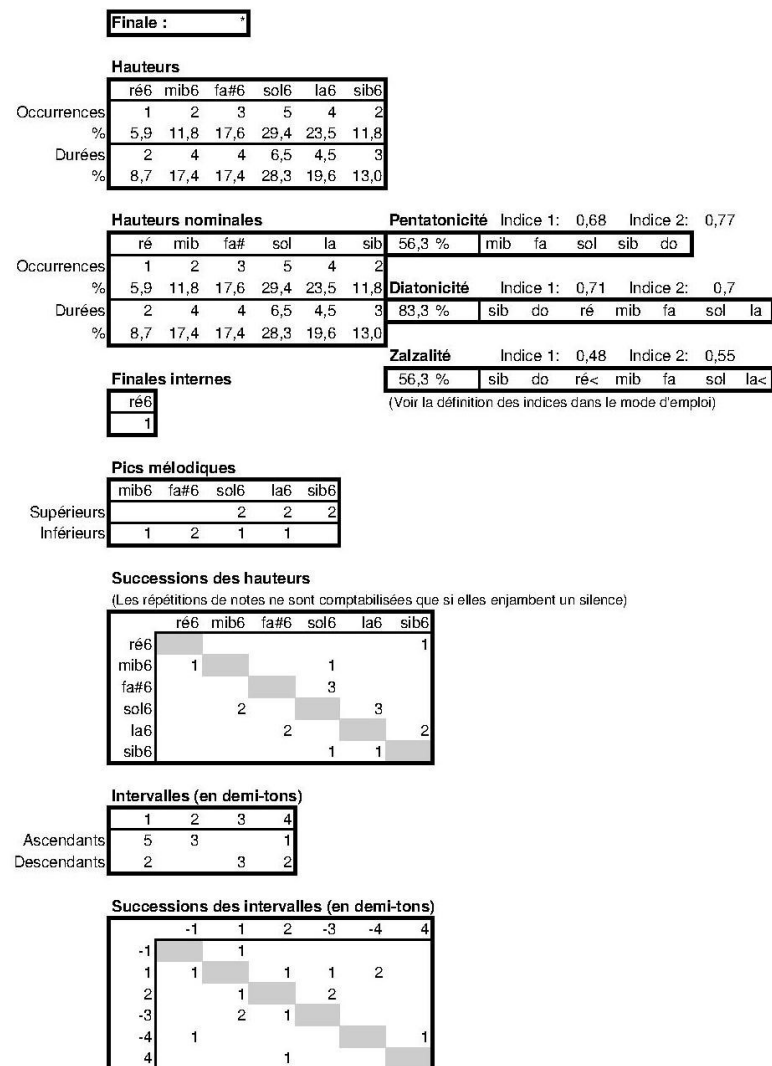 Finale : *
Hauteurs
ré6 mib6 fa#6 sol6 la6 sib6
Occurrences 1 2 3 5 4 2
% 5,9 11,8 17,6 29,4 23,5 11,8
Durées 2 4 4 6,5 4,5 3
% 8,7 17,4 17,4 28,3 19,6 13,0
Hauteurs nominales
ré mib fa# sol la sib
Occurrences 1 2 3 5 4 2
% 5,9 11,8 17,6 29,4 23,5 11,8
Durées 2 4 4 6,5 4,5 3
% 8,7 17,4 17,4 28,3 19,6 13,0
Pentatonicité Indice 1: 0,68 Indice 2: 0,77
56,3 % mib fa sol sib do
Diatonicité Indice 1: 0,71 Indice 2: 0,7
83,3 % sib do ré mib fa sol la
Zalzalité Indice 1: 0,48 Indice 2: 0,55
56,3 % sib do ré< mib fa sol la<
(Voir la définition des indices dans le mode d'emploi)
Finales internes
ré6
1
Pics mélodiques
mib6 fa#6 sol6 la6 sib6
Supérieurs 2 2 2
Inférieurs 1 2 1 1
Successions des hauteurs
(Les répétitions de notes ne sont comptabilisées que si elles enjambent un silence)
ré6 mib6 fa#6 sol6 la6 sib6
ré6 1
mib6 1 1
fa#6 3
sol6 2 3
la6 2 2
sib6 1 1
Intervalles (en demi-tons)
1 2 3 4
Ascendants 5 3 1
Descendants 2 3 2
Successions des intervalles (en demi-tons)
-1 1 2 -3 -4 4
-1 1
1 1 1 1 2
2 1 2
-3 2 1
-4 1 1
4 1